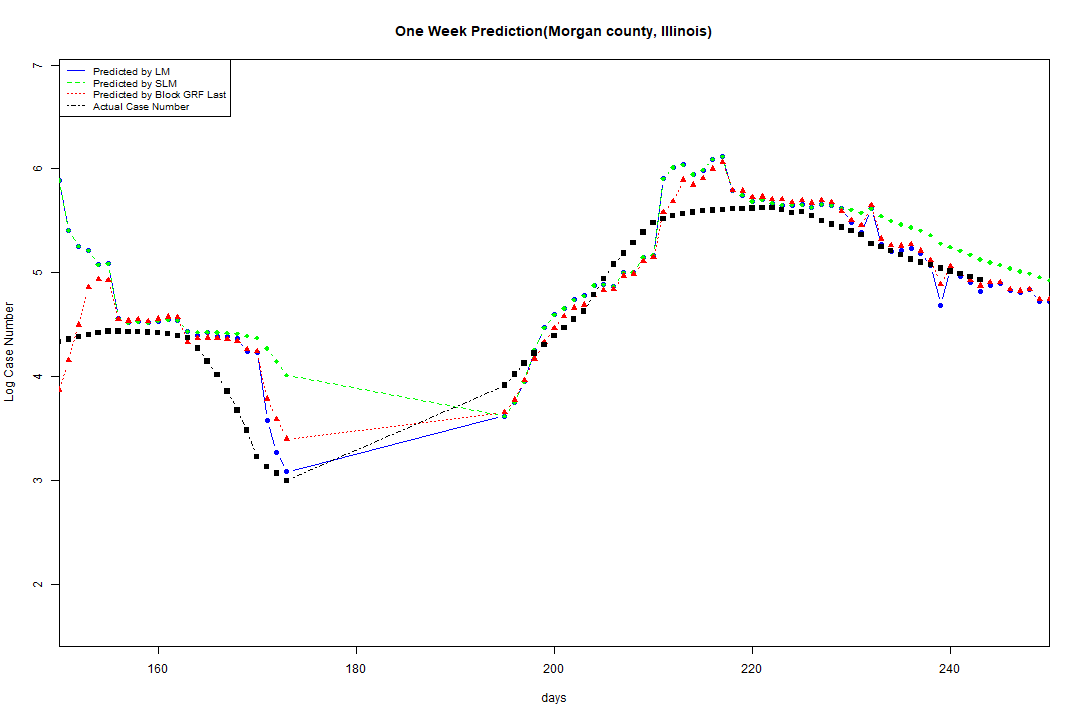 One Week Prediction(Morgan county, Illinois)
Predicted by LM
Predicted by SLM
Predicted by Block GRF Last
Actual Case Number
7
6
5
4
3
2
Log Case Number
160 180 200 220 240
days